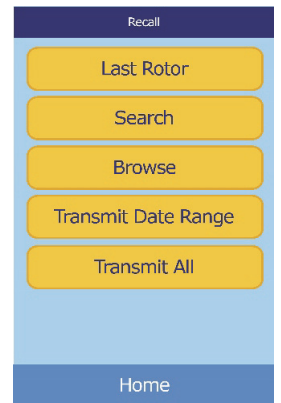 Recall
Last Rotor
Search
Browse
Transmit Date Range
Transmit All
Home